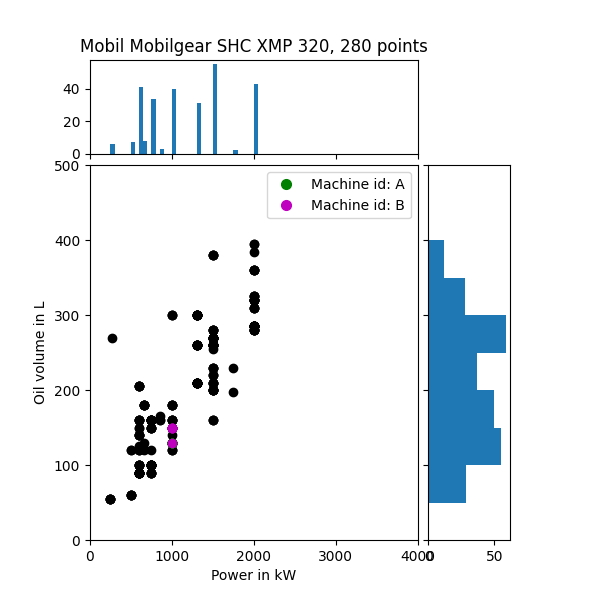 Mobil Mobilgear SHC XMP 320, 280 points
40
20
0
500
400
300
200
100
0
Oil volume in L
Machine id: A
Machine id: B
0 1000 2000 3000 4000
Power in kW
0 50